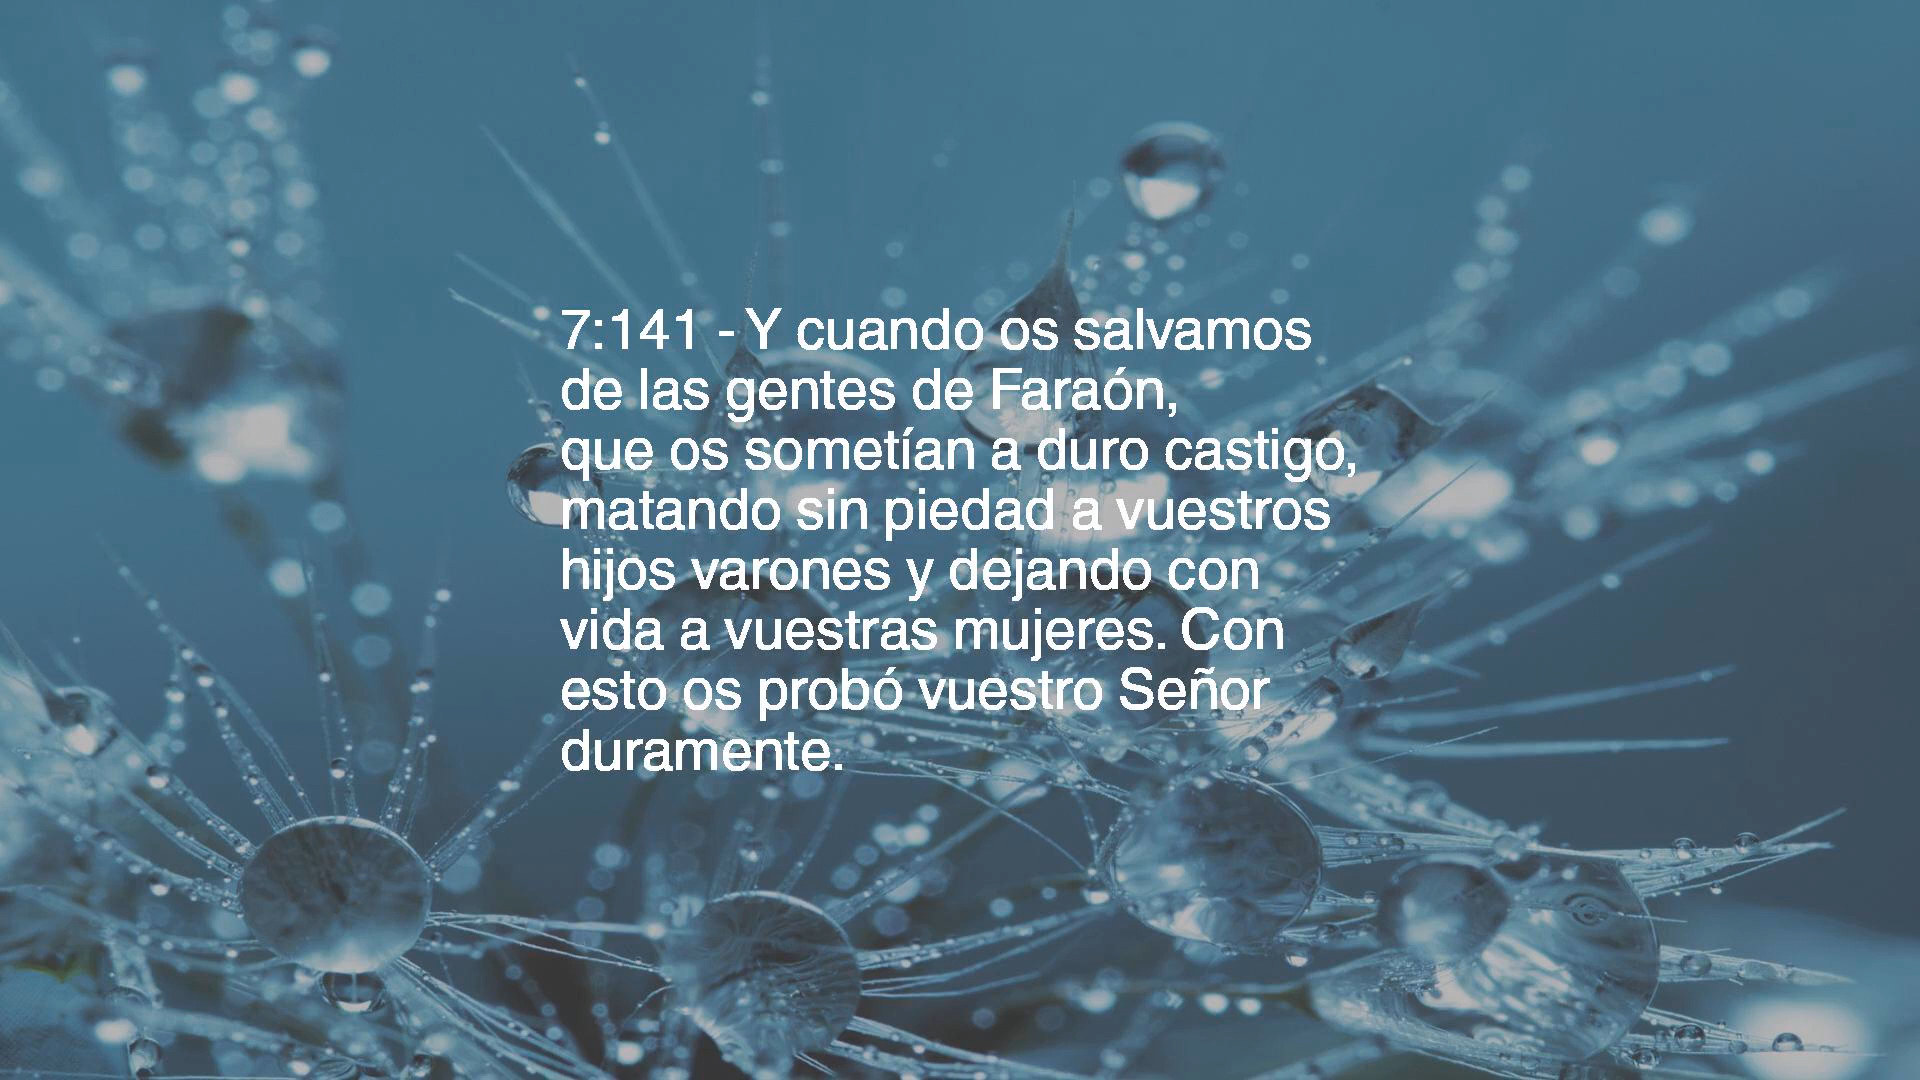 7:141 - Y cuando os salvamos
de las gentes de Faraón,
que os sometían a duro castigo,
matando sin piedad a vuestros
hijos varones y dejando con
vida a vuestras mujeres. Con
esto os probó vuestro Señor
duramente.